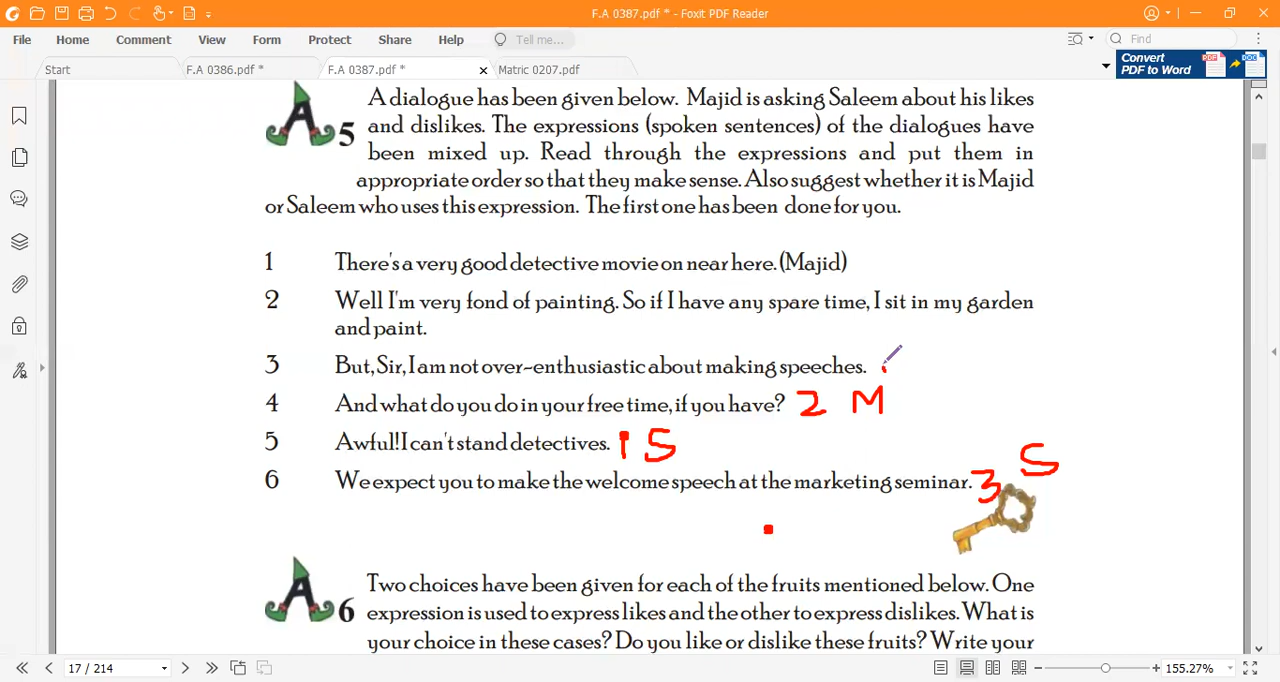 F.A 0387.pdf * - Foxit PDF Reader
File Home Comment View Form Protect Share Help Tell me... Find
Start F.A 0386.pdf * F.A 0387.pdf * Matric 0207.pdf
Convert PDF to Word
A 5 A dialogue has been given below. Majid is asking Saleem about his likes
and dislikes. The expressions (spoken sentences) of the dialogues have
been mixed up. Read through the expressions and put them in
appropriate order so that they make sense. Also suggest whether it is Majid
or Saleem who uses this expression. The first one has been done for you.
1 There's a very good detective movie on near here. (Majid)
2 Well I'm very fond of painting. So if I have any spare time, I sit in my garden
and paint.
3 But, Sir, I am not over-enthusiastic about making speeches.
4 And what do you do in your free time, if you have? 2 M
5 Awful! I can't stand detectives. 1 S
6 We expect you to make the welcome speech at the marketing seminar. 3 S
A 6 Two choices have been given for each of the fruits mentioned below. One
expression is used to express likes and the other to express dislikes. What is
your choice in these cases? Do you like or dislike these fruits? Write your
17 / 214 155.27%